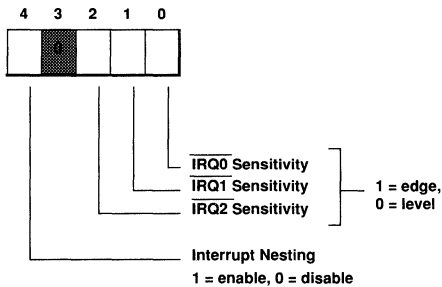 4 3 2 1 0
0
IRQ0 Sensitivity
IRQ1 Sensitivity
IRQ2 Sensitivity
1 = edge,
0 = level
Interrupt Nesting
1 = enable, 0 = disable